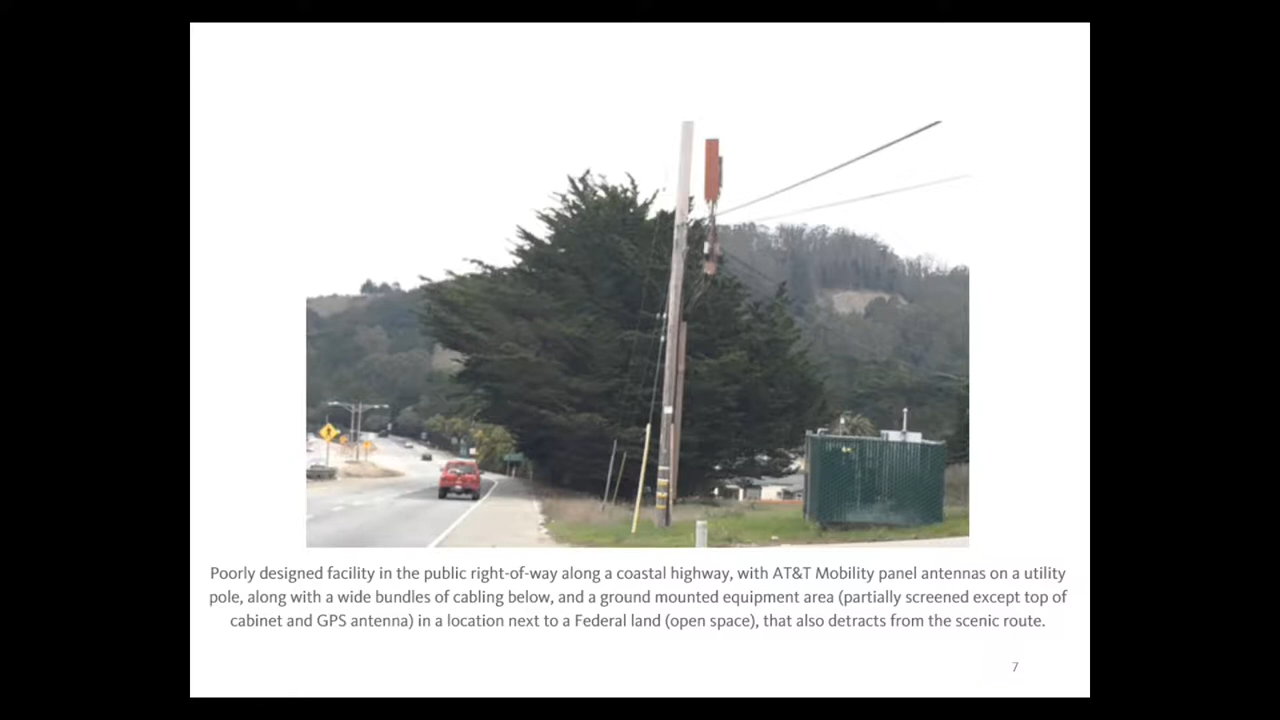 Poorly designed facility in the public right-of-way along a coastal highway, with AT&T Mobility panel antennas on a utility
pole, along with a wide bundles of cabling below, and a ground mounted equipment area (partially screened except top of
cabinet and GPS antenna) in a location next to a Federal land (open space), that also detracts from the scenic route.
7